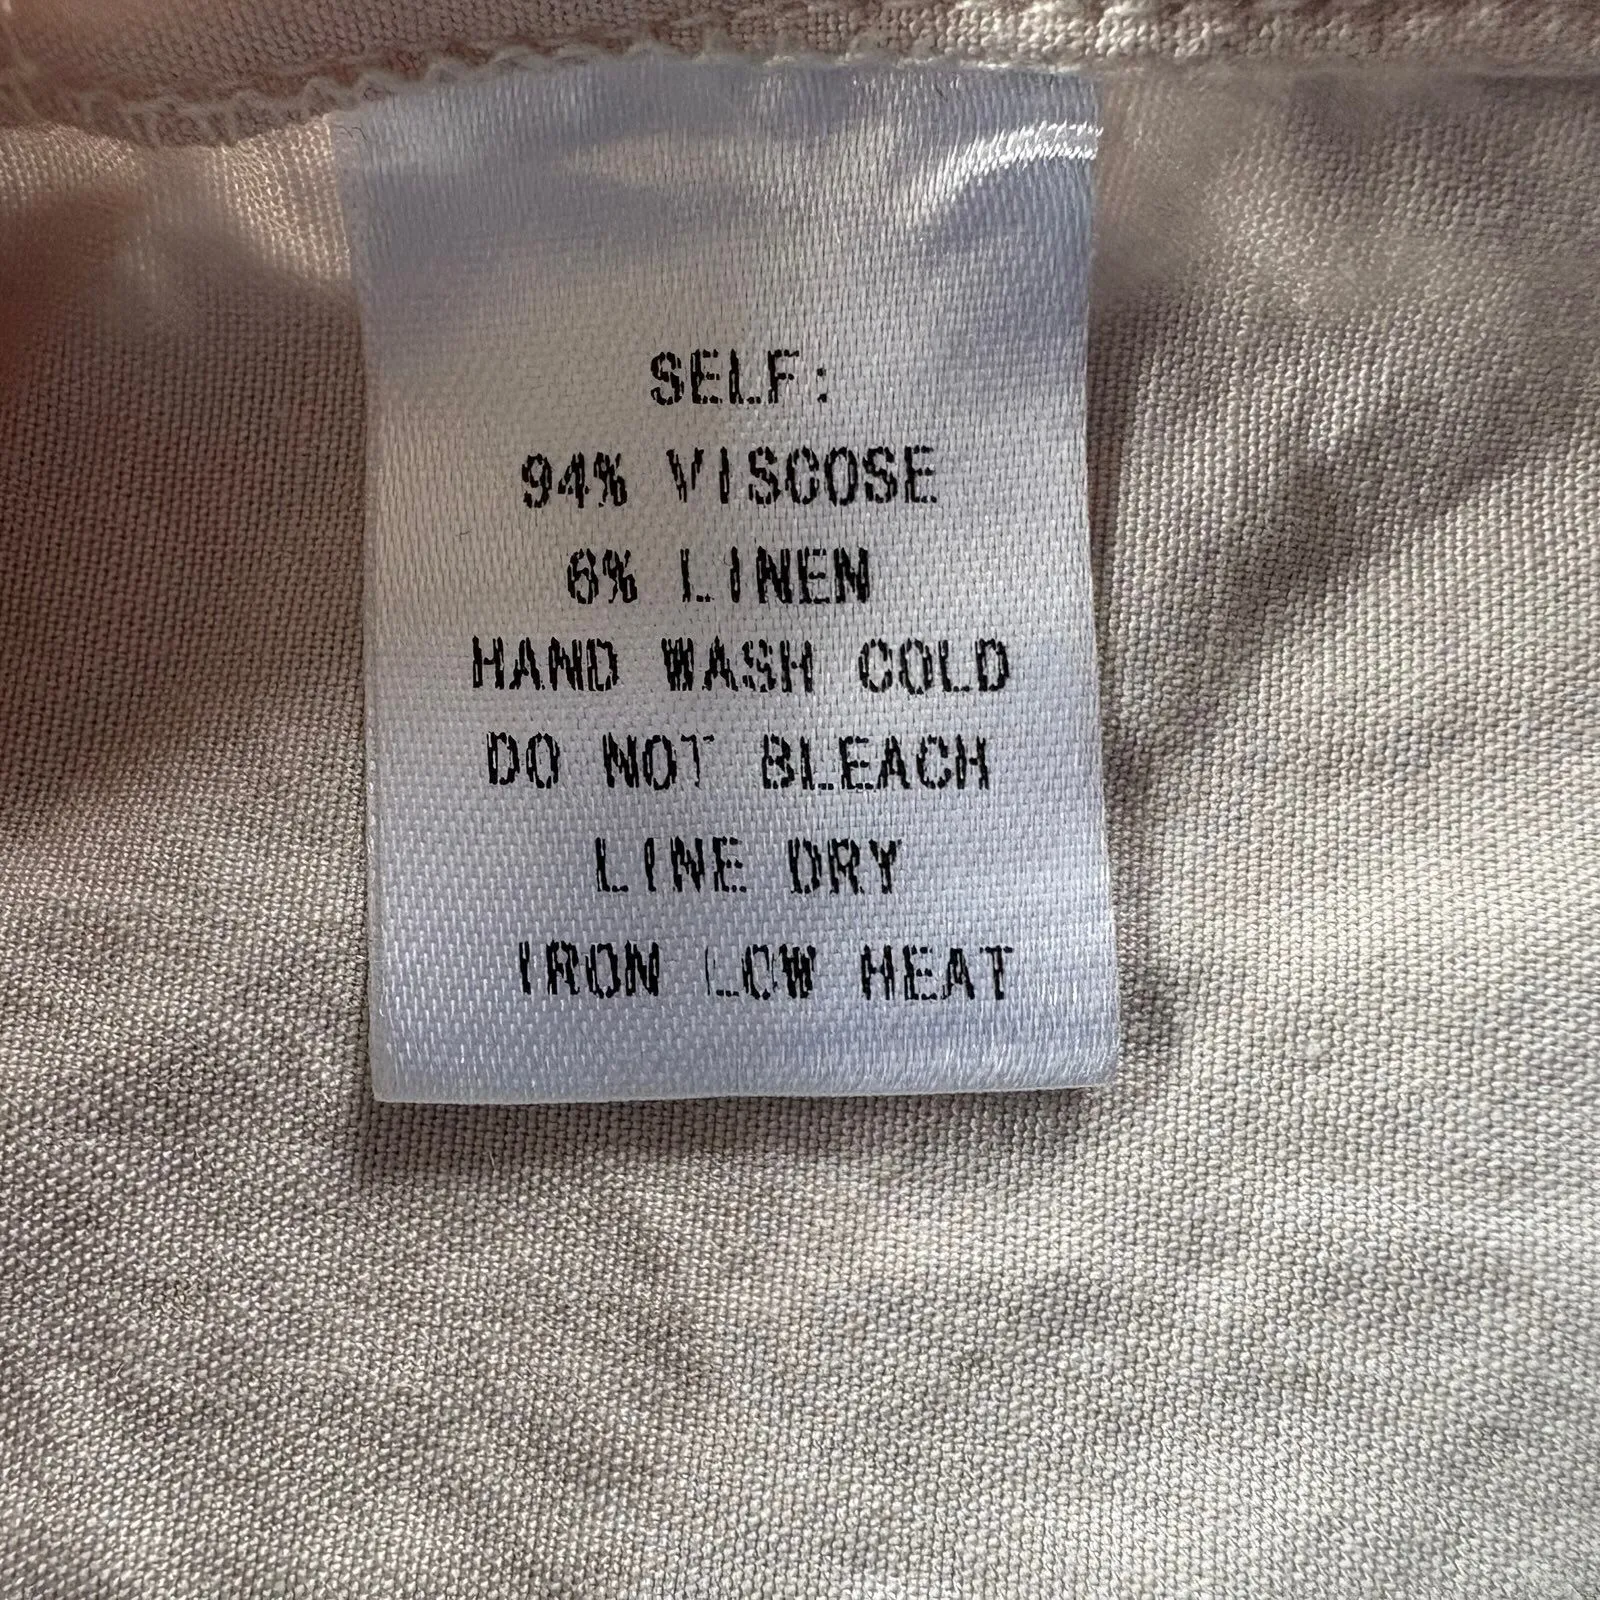 SELF:
94% VISCOSE
6% LINEN
HAND WASH COLD
DO NOT BLEACH
LINE DRY
IRON LOW HEAT